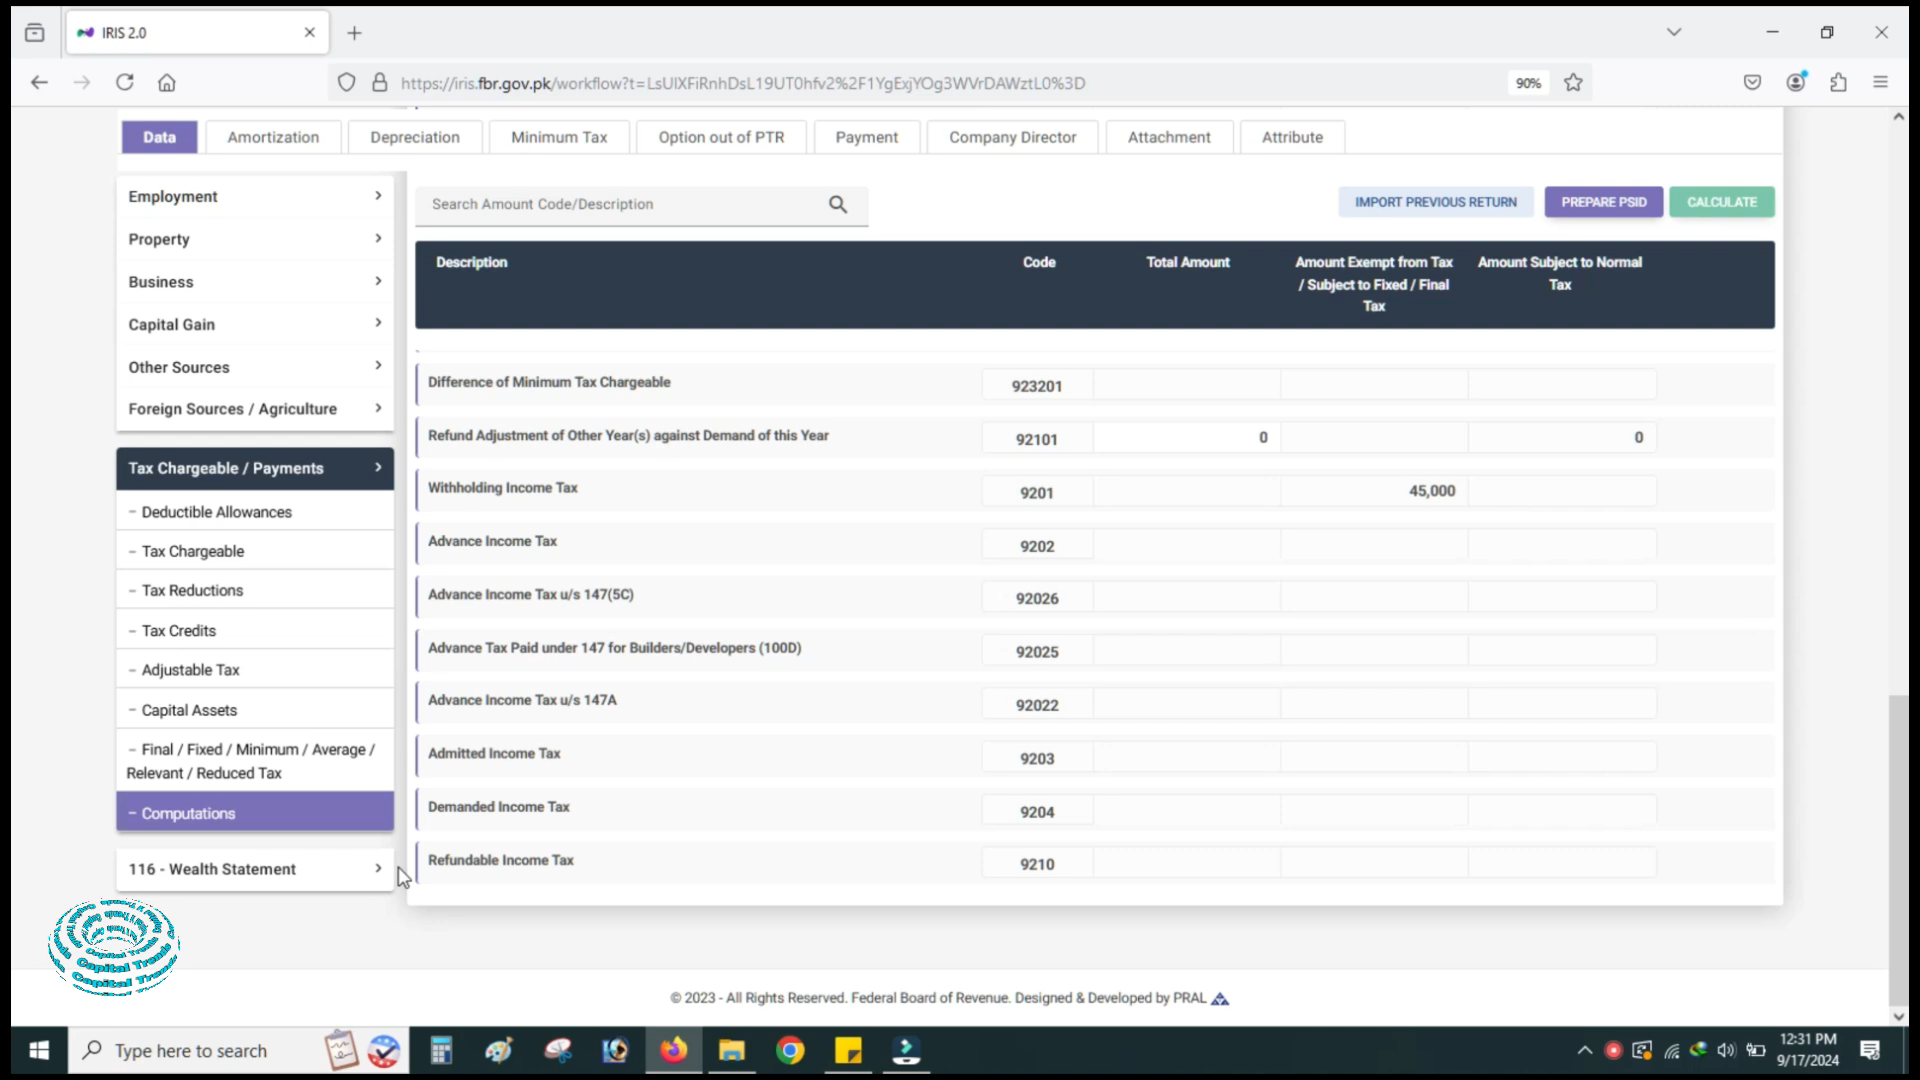 IRIS 2.0
https://iris.fbr.gov.pk/workflow?t=LsUIXFiRnhDsL19UT0hfv2%2F1YgExjYOg3WVrDAWztL0%3D
90%
Data
Amortization
Depreciation
Minimum Tax
Option out of PTR
Payment
Company Director
Attachment
Attribute
Employment
Property
Business
Capital Gain
Other Sources
Foreign Sources / Agriculture
Tax Chargeable / Payments
– Deductible Allowances
– Tax Chargeable
– Tax Reductions
– Tax Credits
– Adjustable Tax
– Capital Assets
– Final / Fixed / Minimum / Average /
Relevant / Reduced Tax
– Computations
116 - Wealth Statement
Search Amount Code/Description
IMPORT PREVIOUS RETURN
PREPARE PSID
CALCULATE
Description
Code
Total Amount
Amount Exempt from Tax
/ Subject to Fixed / Final
Tax
Amount Subject to Normal
Tax
Difference of Minimum Tax Chargeable 923201
Refund Adjustment of Other Year(s) against Demand of this Year 92101 0 0
Withholding Income Tax 9201 45,000
Advance Income Tax 9202
Advance Income Tax u/s 147(5C) 92026
Advance Tax Paid under 147 for Builders/Developers (100D) 92025
Advance Income Tax u/s 147A 92022
Admitted Income Tax 9203
Demanded Income Tax 9204
Refundable Income Tax 9210
Capital Trends
Capital Trends
© 2023 - All Rights Reserved. Federal Board of Revenue. Designed & Developed by PRAL
Type here to search
12:31 PM
9/17/2024